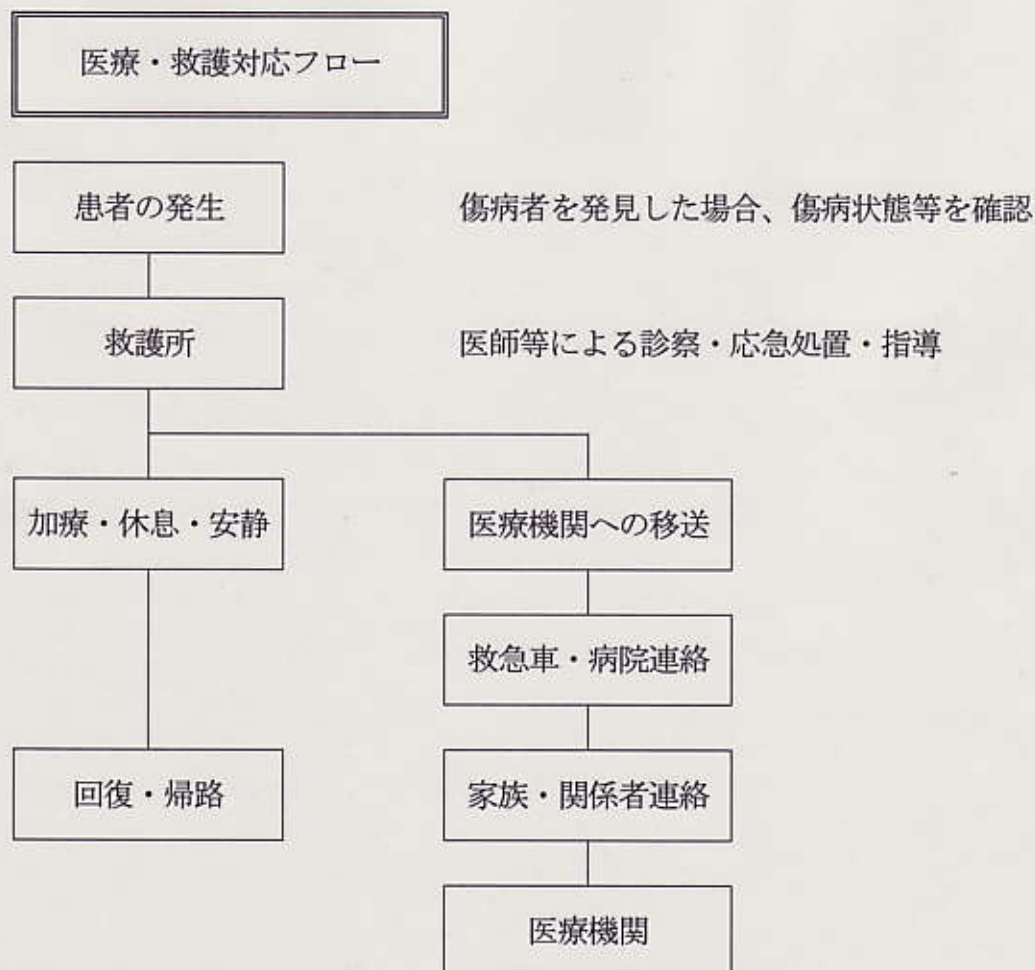 医療・救護対応フロー
患者の発生
傷病者を発見した場合、傷病状態等を確認
救護所
医師等による診察・応急処置・指導
加療・休息・安静
医療機関への移送
救急車・病院連絡
回復・帰路
家族・関係者連絡
医療機関